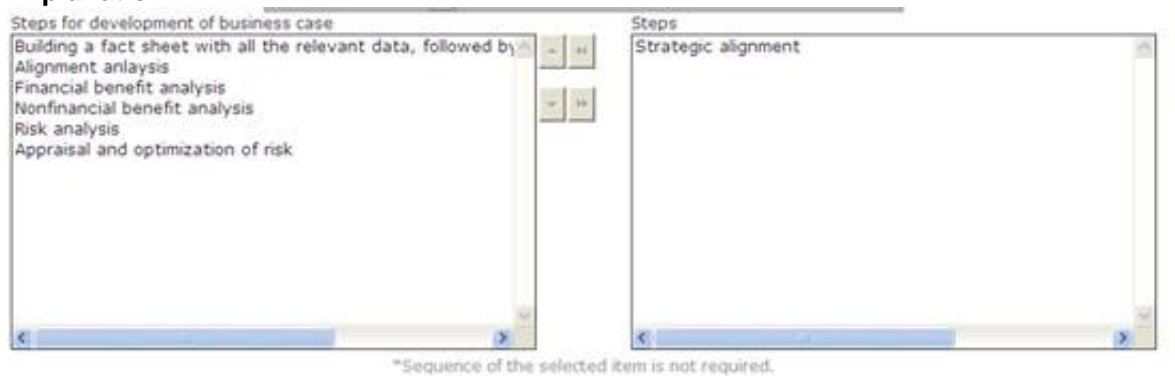 Steps for development of business case
Building a fact sheet with all the relevant data, followed by
Alignment anlaysis
Financial benefit analysis
Nonfinancial benefit analysis
Risk analysis
Appraisal and optimization of risk
Steps
Strategic alignment
*Sequence of the selected item is not required.